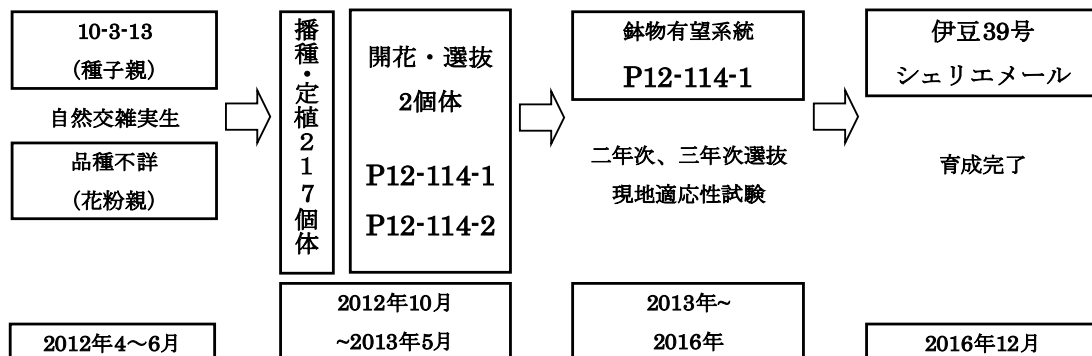 10-3-13
(種子親)
自然交雑実生
品種不詳
(花粉親)
2012年4～6月
播種・定植217個体
開花・選抜
2個体
P12-114-1
P12-114-2
2012年10月
~2013年5月
鉢物有望系統
P12-114-1
二年次、三年次選抜
現地適応性試験
2013年~
2016年
伊豆39号
シェリエメール
育成完了
2016年12月